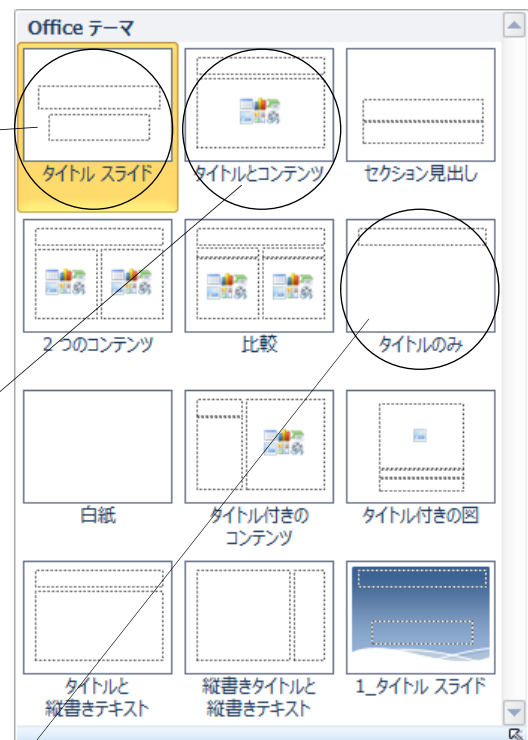 Office テーマ
タイトル スライド
タイトルとコンテンツ
セクション見出し
2 つのコンテンツ
比較
タイトルのみ
白紙
タイトル付きの
コンテンツ
タイトル付きの図
タイトルと
縦書きテキスト
縦書きタイトルと
縦書きテキスト
1_タイトル スライド